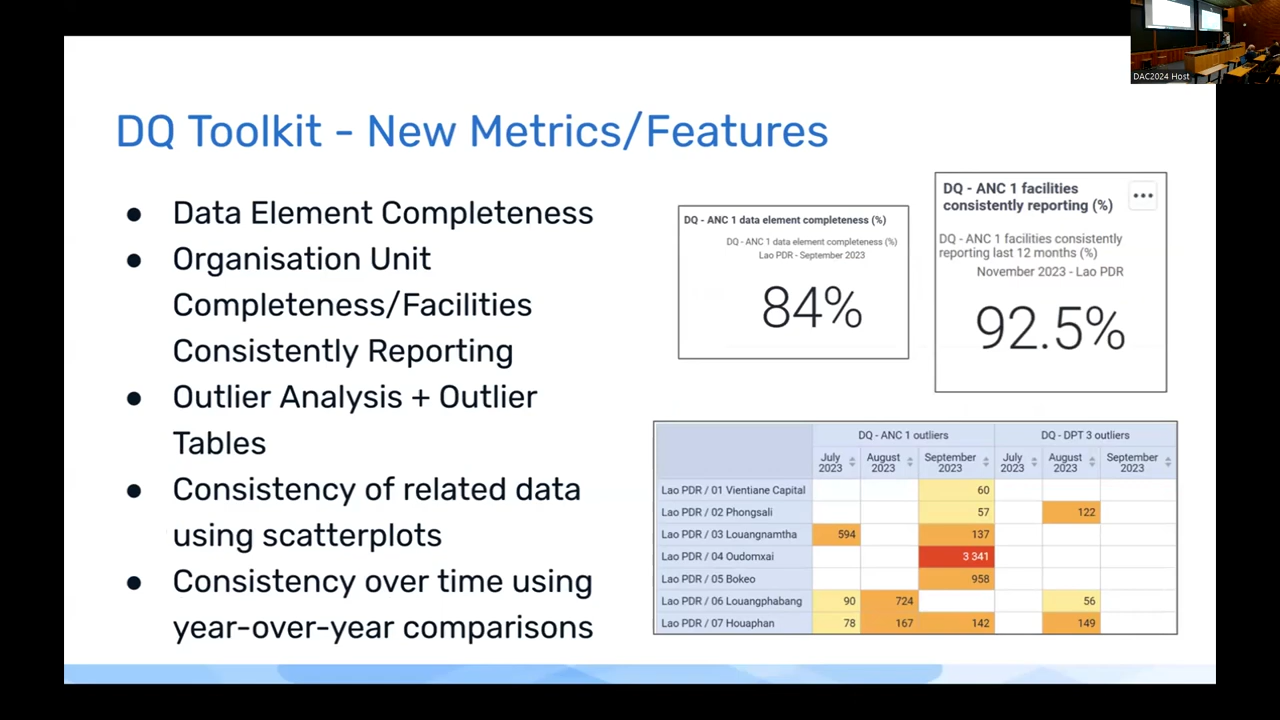 DAC2024 Host
DQ Toolkit - New Metrics/Features
● Data Element Completeness
● Organisation Unit
Completeness/Facilities
Consistently Reporting
● Outlier Analysis + Outlier
Tables
● Consistency of related data
using scatterplots
● Consistency over time using
year-over-year comparisons
DQ - ANC 1 data element completeness (%)
DQ - ANC 1 data element completeness (%)
Lao PDR - September 2023
84%
DQ - ANC 1 facilities
consistently reporting (%)
DQ - ANC 1 facilities consistently
reporting last 12 months (%)
November 2023 - Lao PDR
92.5%
DQ - ANC 1 outliers DQ - DPT 3 outliers
July 2023 August 2023 September 2023 July 2023 August 2023 September 2023
Lao PDR / 01 Vientiane Capital 60
Lao PDR / 02 Phongsali 57 122
Lao PDR / 03 Louangnamtha 594 137
Lao PDR / 04 Oudomxai 3 341
Lao PDR / 05 Bokeo 958
Lao PDR / 06 Louangphabang 90 724 56
Lao PDR / 07 Houaphan 78 167 142 149